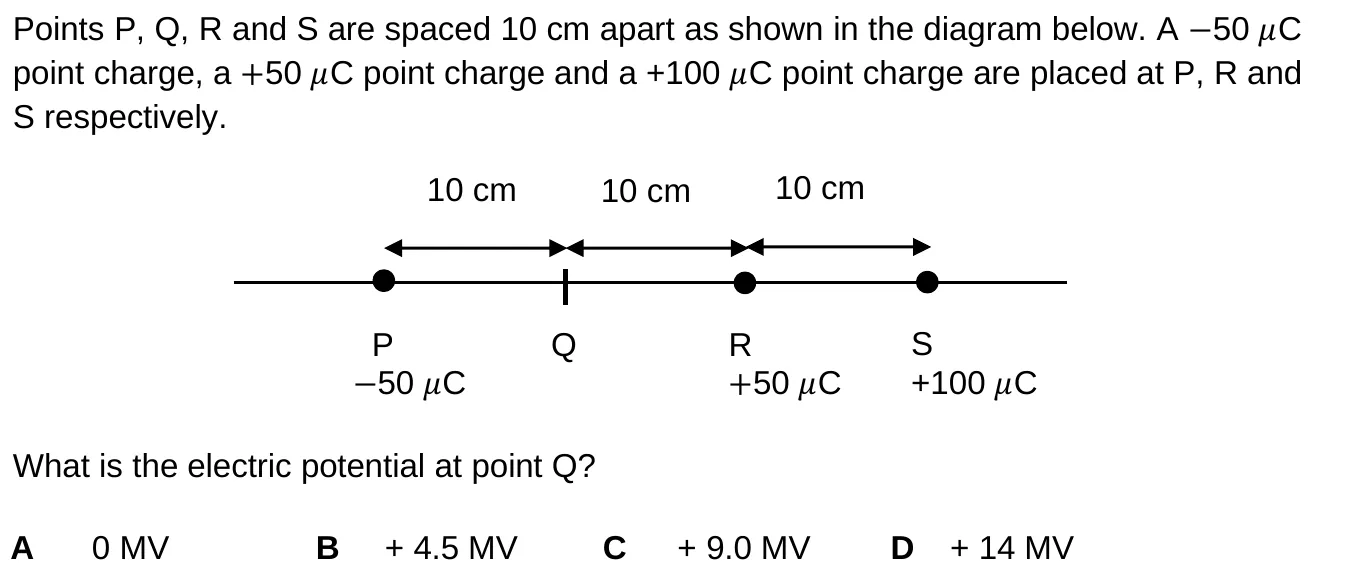 Points P, Q, R and S are spaced 10 cm apart as shown in the diagram below. A −50 μC
point charge, a +50 μC point charge and a +100 μC point charge are placed at P, R and
S respectively.
10 cm 10 cm 10 cm
P Q R S
−50 μC +50 μC +100 μC
What is the electric potential at point Q?
A 0 MV B + 4.5 MV C + 9.0 MV D + 14 MV